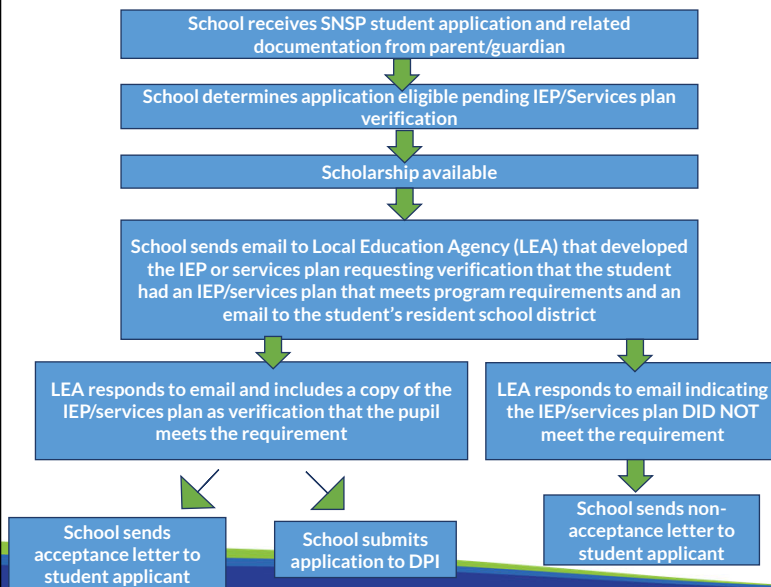 School receives SNSP student application and related
documentation from parent/guardian
School determines application eligible pending IEP/Services plan
verification
Scholarship available
School sends email to Local Education Agency (LEA) that developed
the IEP or services plan requesting verification that the student
had an IEP/services plan that meets program requirements and an
email to the student's resident school district
LEA responds to email and includes a copy of the
IEP/services plan as verification that the pupil
meets the requirement
LEA responds to email indicating
the IEP/services plan DID NOT
meet the requirement
School sends
acceptance letter to
student applicant
School submits
application to DPI
School sends non-
acceptance letter to
student applicant